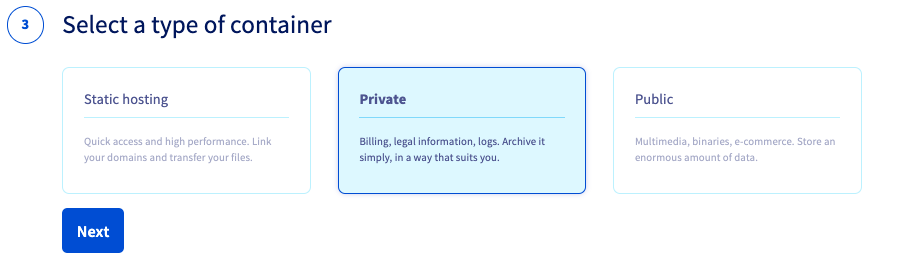 3
Select a type of container
Static hosting
Quick access and high performance. Link
your domains and transfer your files.
Private
Billing, legal information, logs. Archive it
simply, in a way that suits you.
Public
Multimedia, binaries, e-commerce. Store an
enormous amount of data.
Next